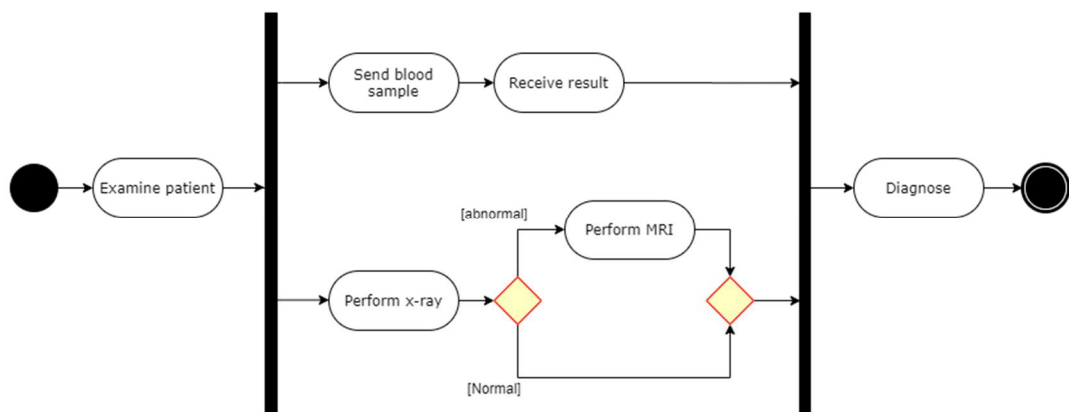 Send blood
sample
Receive result
Examine patient
Diagnose
[abnormal]
Perform MRI
Perform x-ray
[Normal]